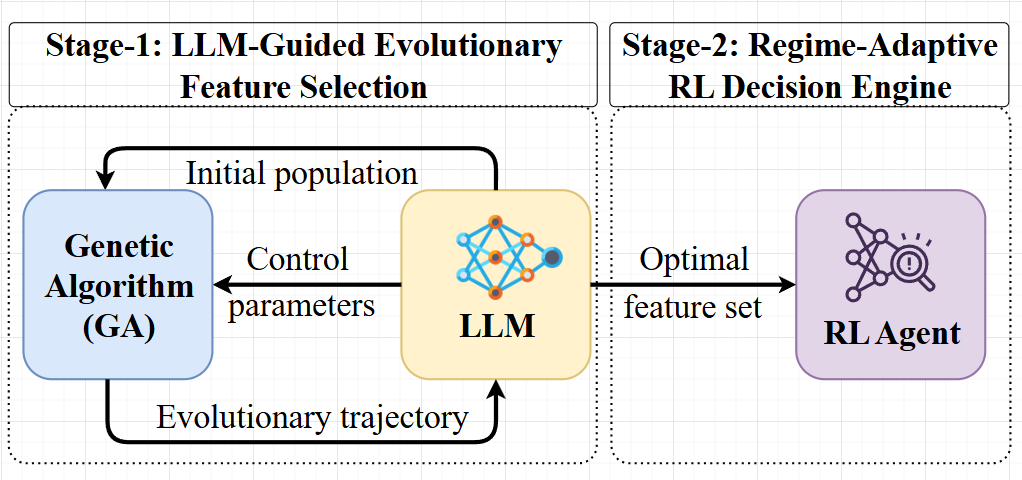 Stage-1: LLM-Guided Evolutionary
Feature Selection
Stage-2: Regime-Adaptive
RL Decision Engine
Initial population
Genetic
Algorithm
(GA)
Control
parameters
LLM
Evolutionary trajectory
Optimal
feature set
RL Agent